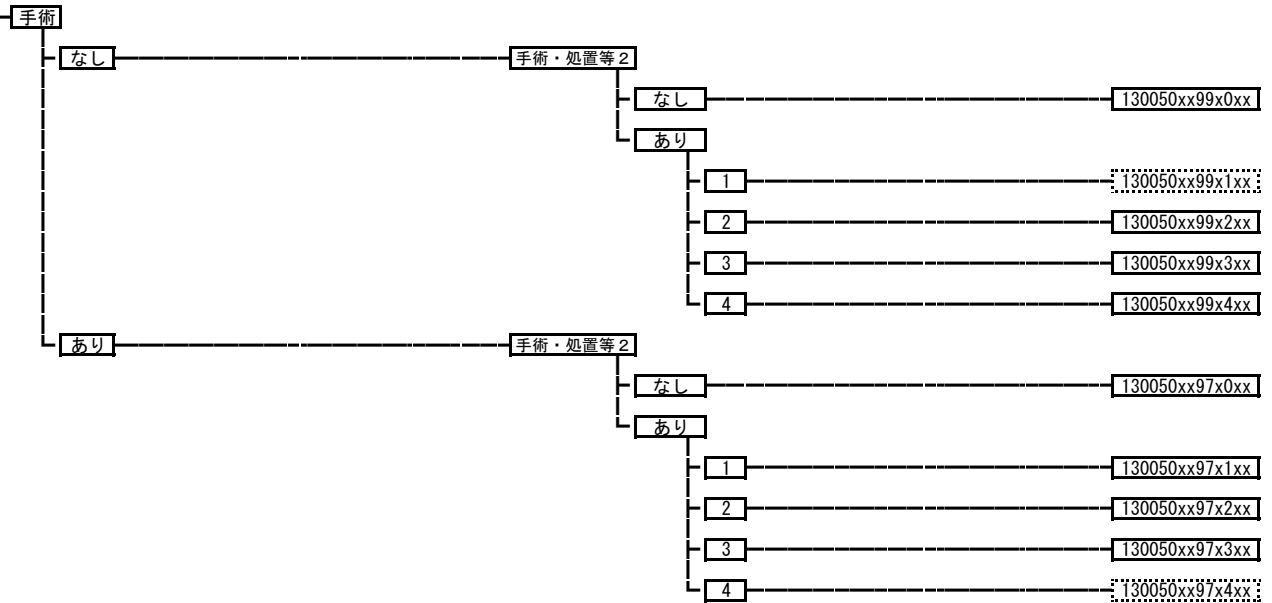 手術
なし 手術・処置等2
なし 130050xx99x0xx
あり
1 130050xx99x1xx
2 130050xx99x2xx
3 130050xx99x3xx
4 130050xx99x4xx
あり 手術・処置等2
なし 130050xx97x0xx
あり
1 130050xx97x1xx
2 130050xx97x2xx
3 130050xx97x3xx
4 130050xx97x4xx